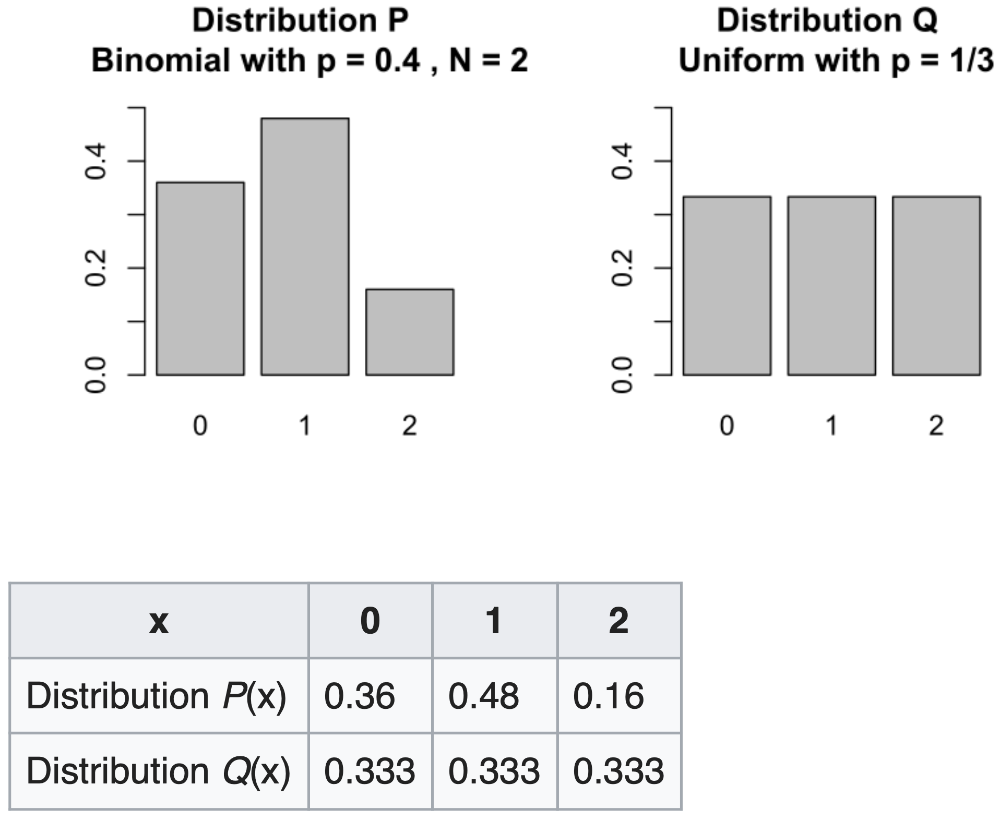 Distribution P
Binomial with p = 0.4 , N = 2
0.4
0.2
0.0
0 1 2
Distribution Q
Uniform with p = 1/3
0.4
0.2
0.0
0 1 2
x 0 1 2
Distribution P(x) 0.36 0.48 0.16
Distribution Q(x) 0.333 0.333 0.333